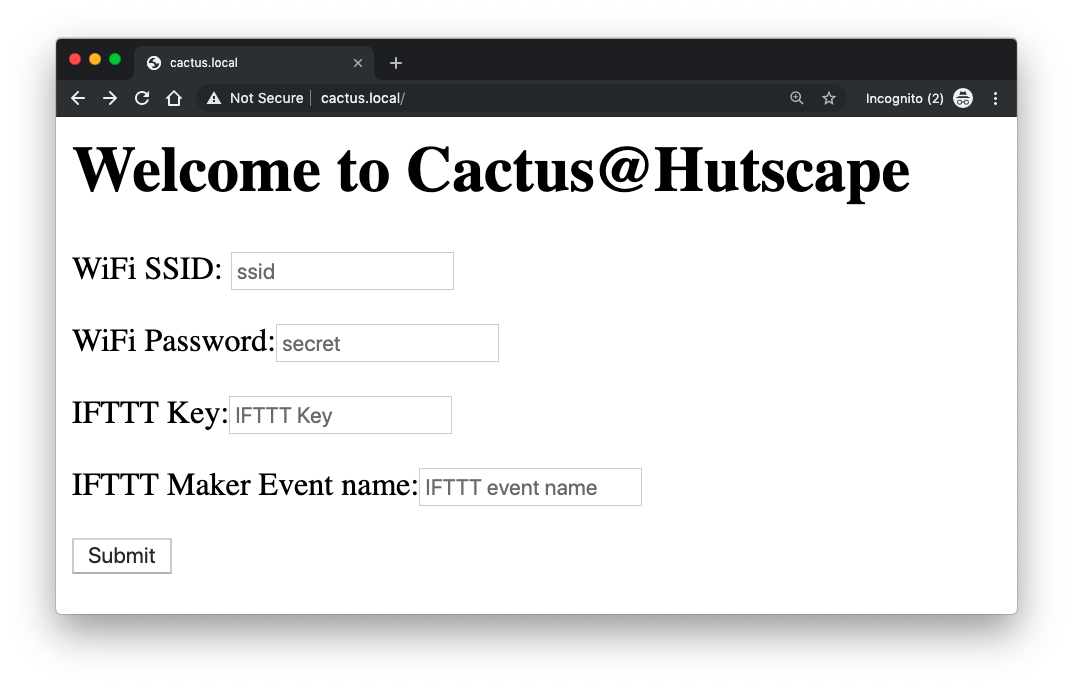 cactus.local
Not Secure cactus.local/ Incognito (2)
Welcome to Cactus@Hutscape
WiFi SSID: ssid
WiFi Password: secret
IFTTT Key: IFTTT Key
IFTTT Maker Event name: IFTTT event name
Submit